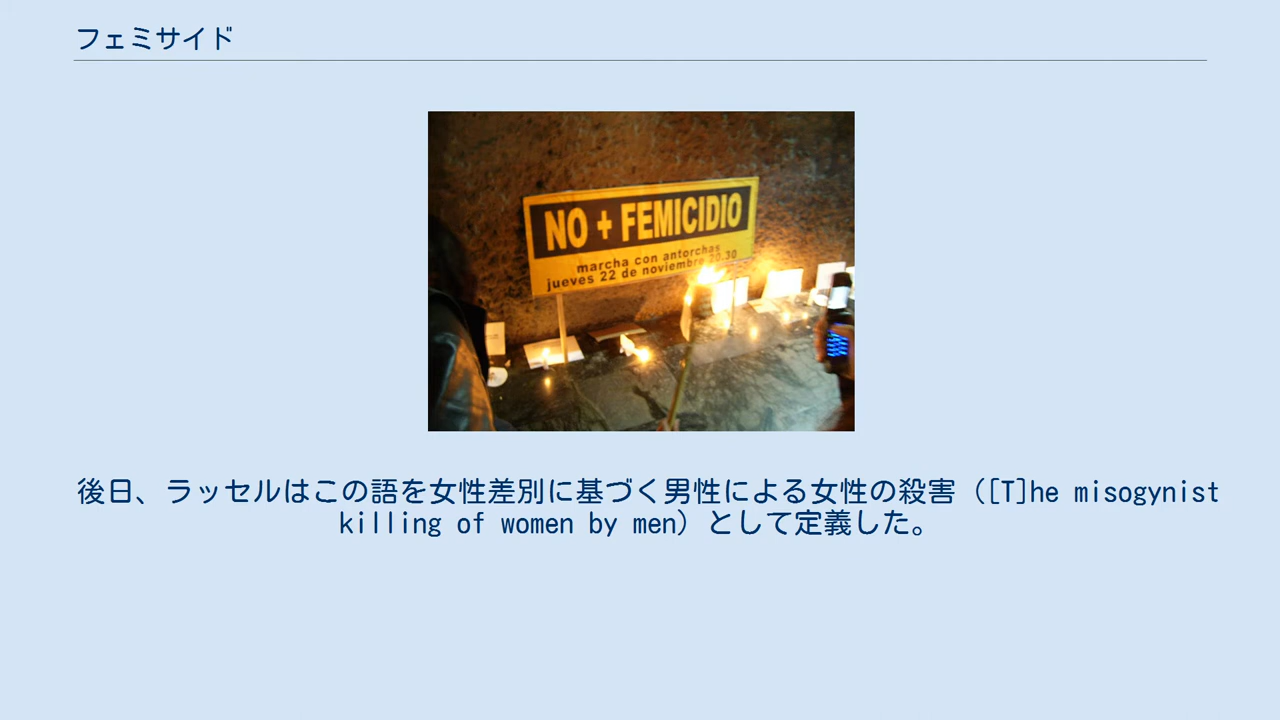 フェミサイド
NO + FEMICIDIO
marcha con antorchas
jueves 22 de noviembre
後日、ラッセルはこの語を女性差別に基づく男性による女性の殺害（[T]he misogynist
killing of women by men）として定義した。